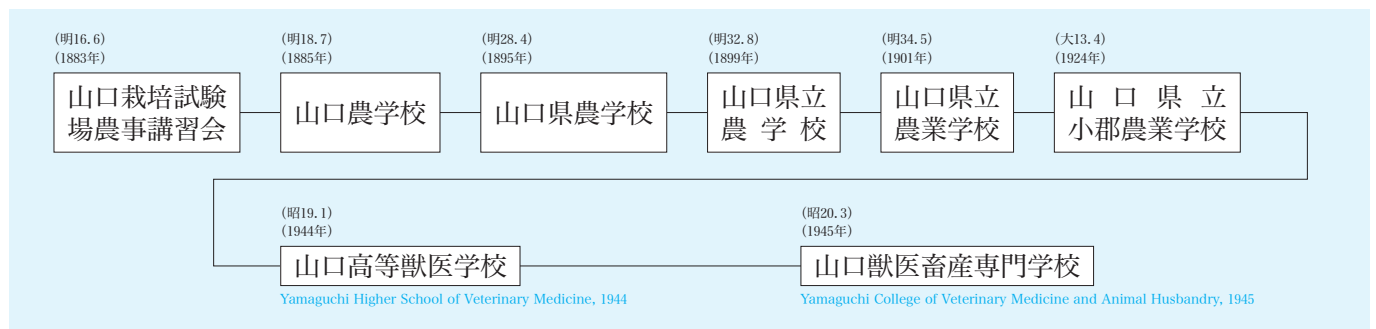 (明16.6)
(1883年)
山口栽培試験
場農事講習会
(明18.7)
(1885年)
山口農学校
(明28.4)
(1895年)
山口県農学校
(明32.8)
(1899年)
山口県立
農学校
(明34.5)
(1901年)
山口県立
農業学校
(大13.4)
(1924年)
山口県立
小郡農業学校
(昭19.1)
(1944年)
山口高等獣医学校
Yamaguchi Higher School of Veterinary Medicine, 1944
(昭20.3)
(1945年)
山口獣医畜産専門学校
Yamaguchi College of Veterinary Medicine and Animal Husbandry, 1945